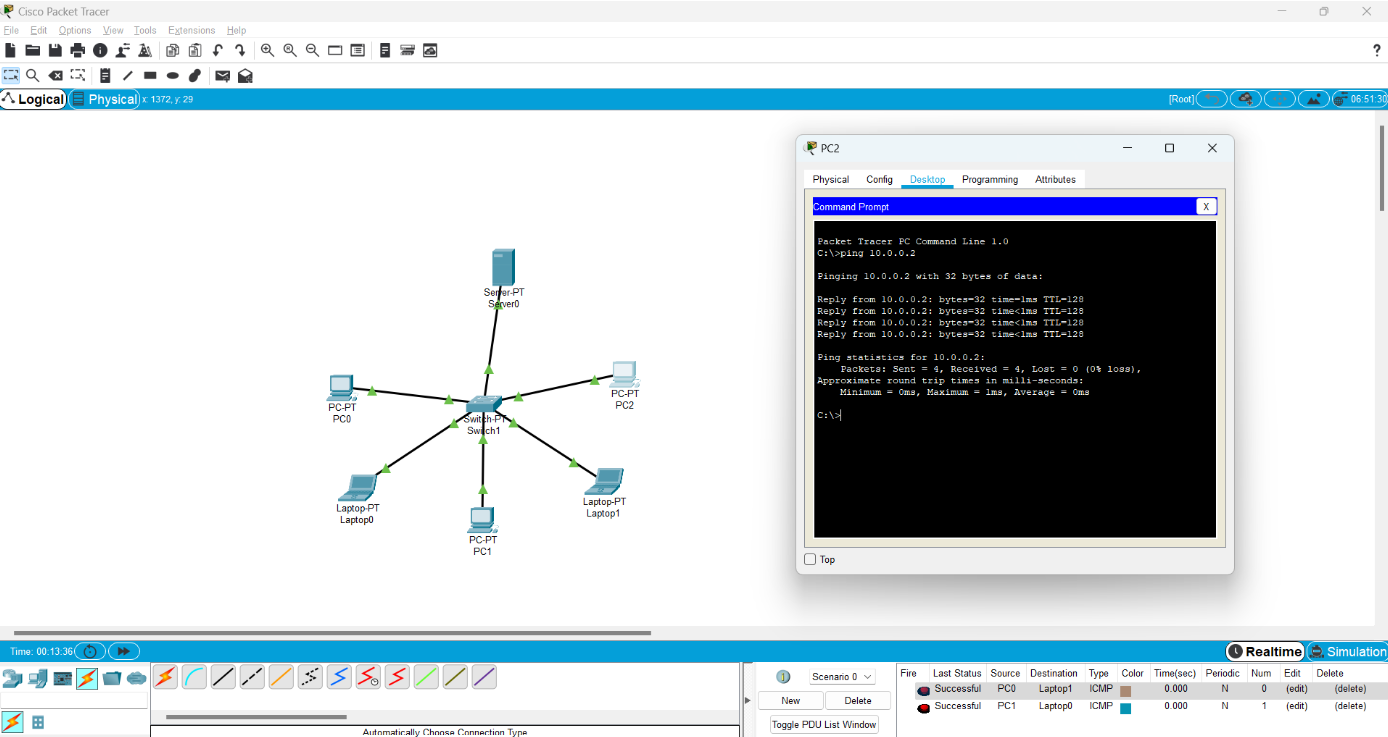 Cisco Packet Tracer
File Edit Options View Tools Extensions Help
?
Logical Physical x: 1372, y: 29 [Root] 06:51:30
PC2
Physical Config Desktop Programming Attributes
Command Prompt X
Packet Tracer PC Command Line 1.0
C:\>ping 10.0.0.2
Pinging 10.0.0.2 with 32 bytes of data:
Reply from 10.0.0.2: bytes=32 time=1ms TTL=128
Reply from 10.0.0.2: bytes=32 time<1ms TTL=128
Reply from 10.0.0.2: bytes=32 time<1ms TTL=128
Reply from 10.0.0.2: bytes=32 time<1ms TTL=128
Ping statistics for 10.0.0.2:
Packets: Sent = 4, Received = 4, Lost = 0 (0% loss),
Approximate round trip times in milli-seconds:
Minimum = 0ms, Maximum = 1ms, Average = 0ms
C:\>
Top
Server-PT
Server0
PC-PT
PC2
PC-PT
PC0
Switch-PT
Switch1
Laptop-PT
Laptop0
Laptop-PT
Laptop1
PC-PT
PC1
Time: 00:13:36 Realtime Simulation
Scenario 0
New Delete
Toggle PDU List Window
Fire Last Status Source Destination Type Color Time(sec) Periodic Num Edit Delete
Successful PC0 Laptop1 ICMP 0.000 N 0 (edit) (delete)
Successful PC1 Laptop0 ICMP 0.000 N 1 (edit) (delete)
Automatically Choose Connection Type